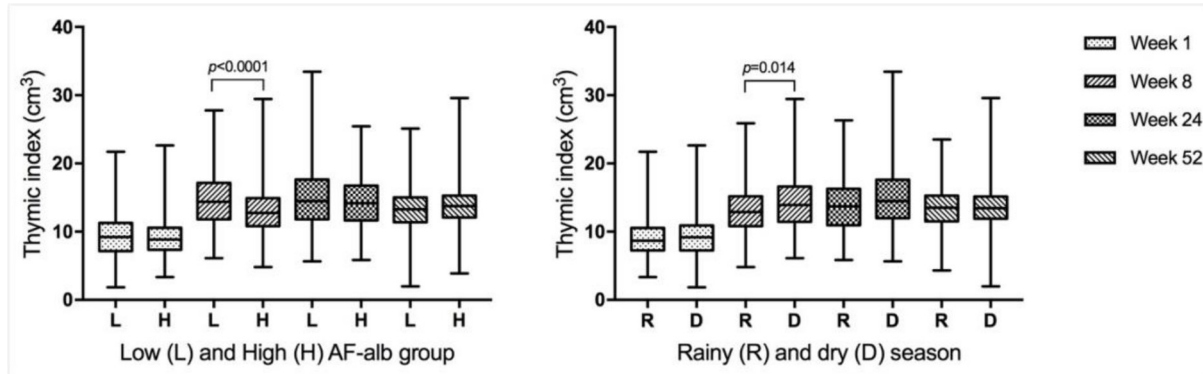 40
30
20
10
0
Thymic index (cm³)
p<0.0001
L H L H L H L H
Low (L) and High (H) AF-alb group
40
30
20
10
0
Thymic index (cm³)
p=0.014
R D R D R D R D
Rainy (R) and dry (D) season
Week 1
Week 8
Week 24
Week 52